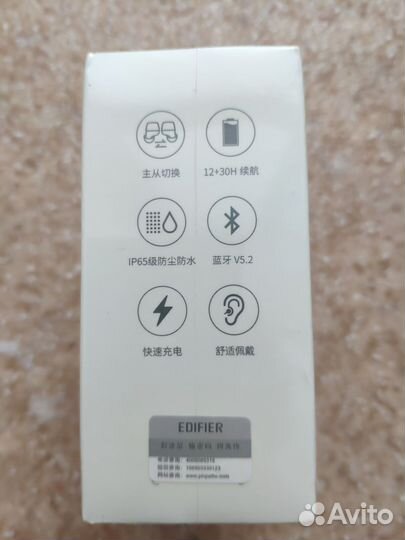 主从切换
12+30H 续航
IP65级防尘防水
蓝牙 V5.2
快速充电
舒适佩戴
EDIFIER
Avito